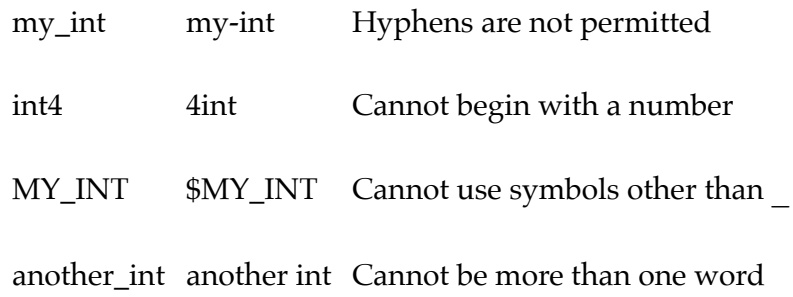 my_int my-int Hyphens are not permitted
int4 4int Cannot begin with a number
MY_INT $MY_INT Cannot use symbols other than _
another_int another int Cannot be more than one word